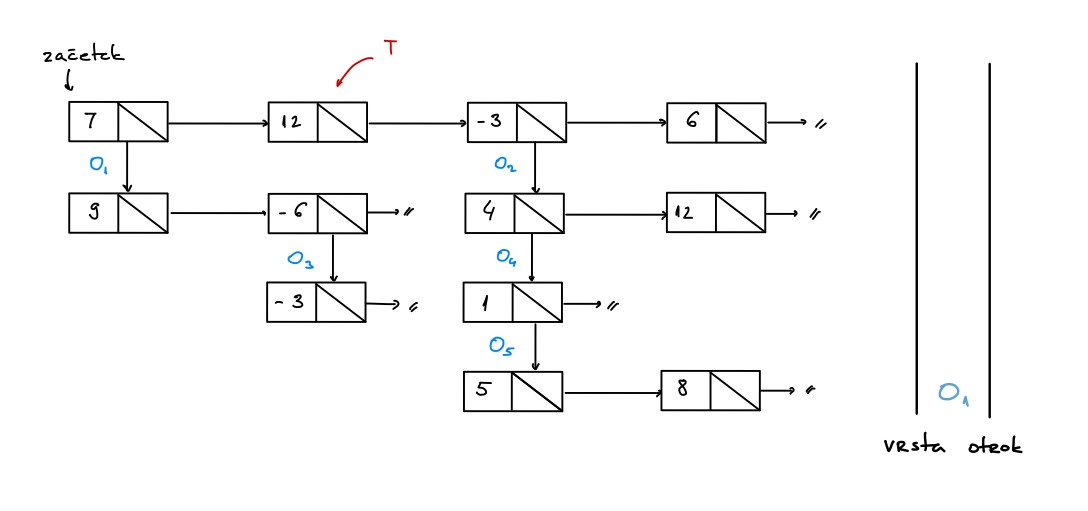 začetek
T
7 12 -3 6
O₁ O₂
9 -6 4 12
O₃ O₄
-3 1
O₅
5 8
O₁
vrsta otrok